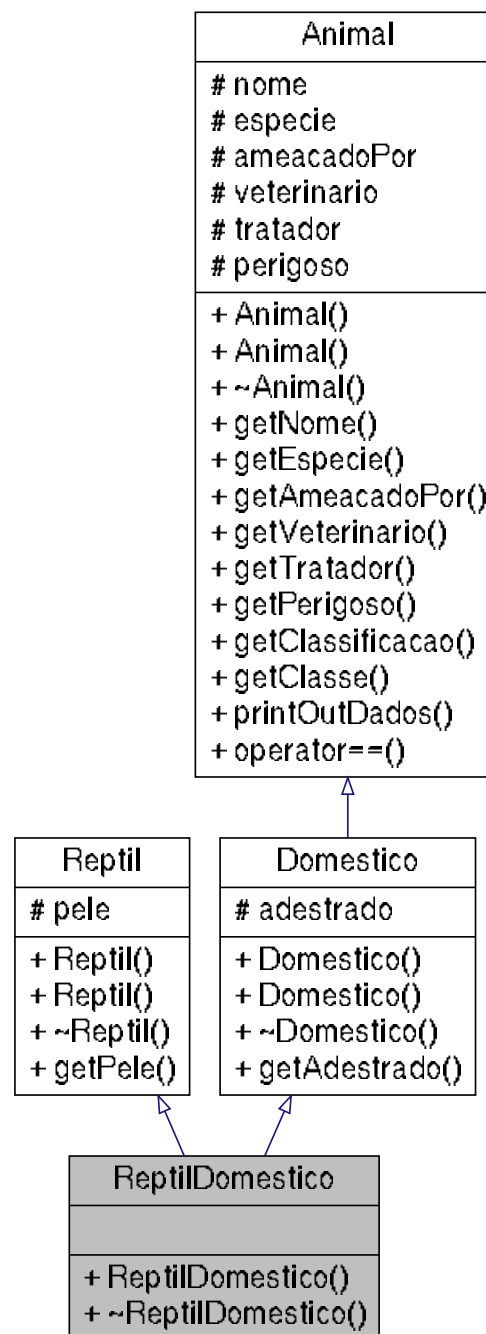 Animal
# nome
# especie
# ameacadoPor
# veterinario
# tratador
# perigoso
+ Animal()
+ Animal()
+ ~Animal()
+ getNome()
+ getEspecie()
+ getAmeacadoPor()
+ getVeterinario()
+ getTratador()
+ getPerigoso()
+ getClassificacao()
+ getClasse()
+ printOutDados()
+ operator==()
Reptil
# pele
+ Reptil()
+ Reptil()
+ ~Reptil()
+ getPele()
Domestico
# adestrado
+ Domestico()
+ Domestico()
+ ~Domestico()
+ getAdestrado()
ReptilDomestico
+ ReptilDomestico()
+ ~ReptilDomestico()